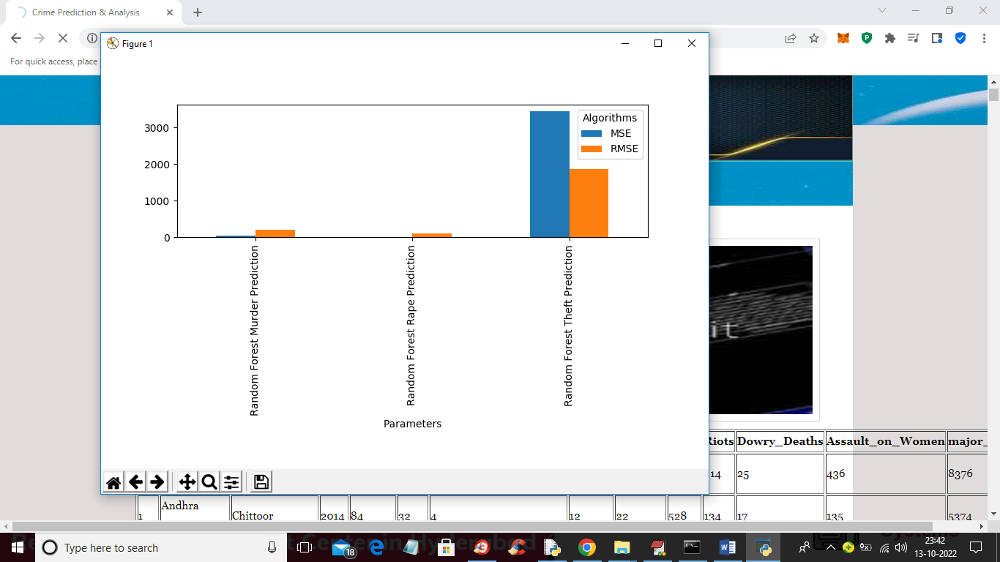 Crime Prediction & Analysis
For quick access, place
Figure 1
3000
2000
1000
0
Algorithms
MSE
RMSE
Random Forest Murder Prediction
Random Forest Rape Prediction
Random Forest Theft Prediction
Parameters
it
Riots Dowry_Deaths Assault_on_Women major_
14 25 436 8376
1 Andhra Chittoor 2014 84 32 4 12 22 528 134 17 135 5374
Systems
Type here to search
18
23:42
13-10-2022